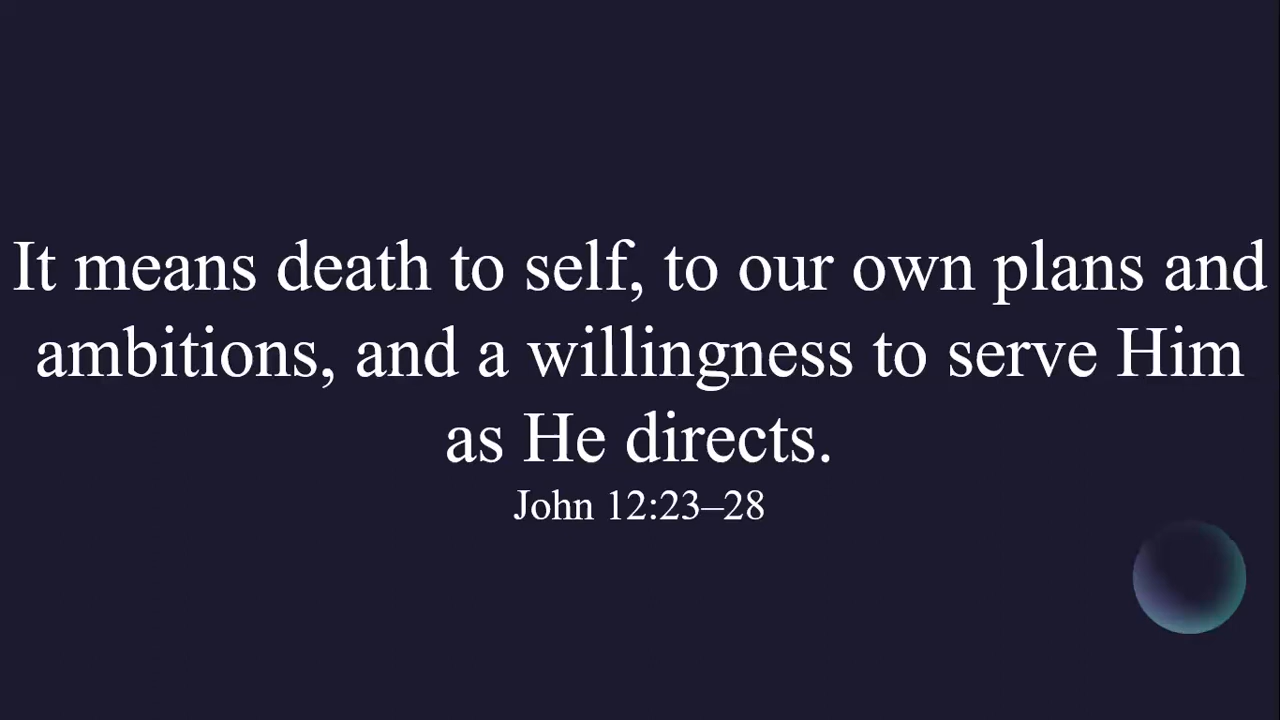 It means death to self, to our own plans and
ambitions, and a willingness to serve Him
as He directs.
John 12:23–28